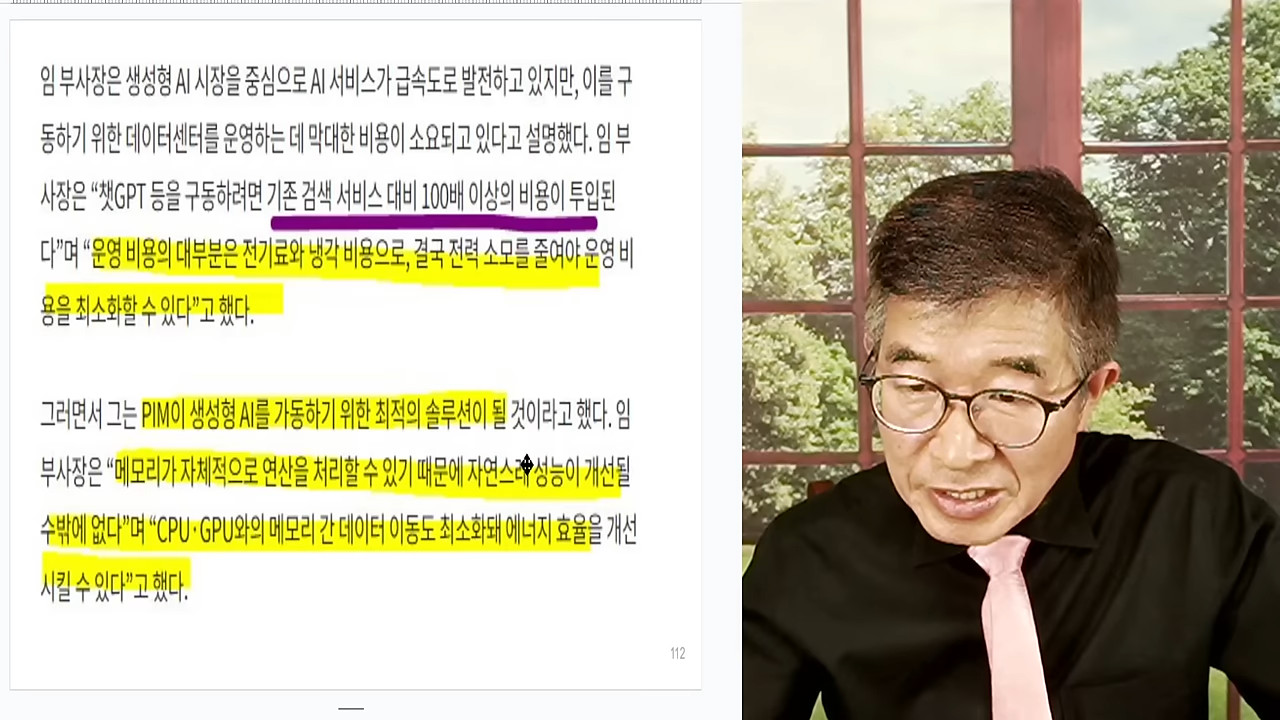 임 부사장은 생성형 AI 시장을 중심으로 AI 서비스가 급속도로 발전하고 있지만, 이를 구
동하기 위한 데이터센터를 운영하는 데 막대한 비용이 소요되고 있다고 설명했다. 임 부
사장은 “챗GPT 등을 구동하려면 기존 검색 서비스 대비 100배 이상의 비용이 투입된
다”며 “운영 비용의 대부분은 전기료와 냉각 비용으로, 결국 전력 소모를 줄여야 운영 비
용을 최소화할 수 있다”고 했다.
그러면서 그는 PIM이 생성형 AI를 가동하기 위한 최적의 솔루션이 될 것이라고 했다. 임
부사장은 “메모리가 자체적으로 연산을 처리할 수 있기 때문에 자연스레 성능이 개선될
수밖에 없다”며 “CPU·GPU와의 메모리 간 데이터 이동도 최소화돼 에너지 효율을 개선
시킬 수 있다”고 했다.
112